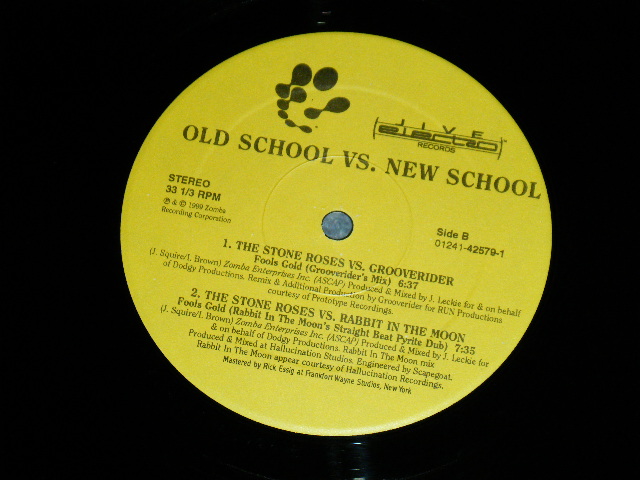 JIVE
electro
RECORDS
OLD SCHOOL VS. NEW SCHOOL
STEREO
33 1/3 RPM
℗ & © 1999 Zomba
Recording Corporation
Side B
01241-42579-1
1. THE STONE ROSES VS. GROOVERIDER
Fools Gold (Grooverider's Mix) 6:37
(J. Squire/I. Brown) Zomba Enterprises Inc. (ASCAP) Produced & Mixed by J. Leckie for & on behalf
of Dodgy Productions. Remix & Additional Production by Grooverider for RUN Productions
courtesy of Prototype Recordings.
2. THE STONE ROSES VS. RABBIT IN THE MOON
Fools Gold (Rabbit In The Moon's Straight Beat Pyrite Dub) 7:35
(J. Squire/I. Brown) Zomba Enterprises Inc. (ASCAP) Produced & Mixed by J. Leckie for
& on behalf of Dodgy Productions. Rabbit In The Moon mix
Produced & Mixed at Hallucination Studios. Engineered by Scapegoat.
Rabbit In The Moon appear courtesy of Hallucination Recordings.
Mastered by Rick Essig at Frankfort Wayne Studios, New York